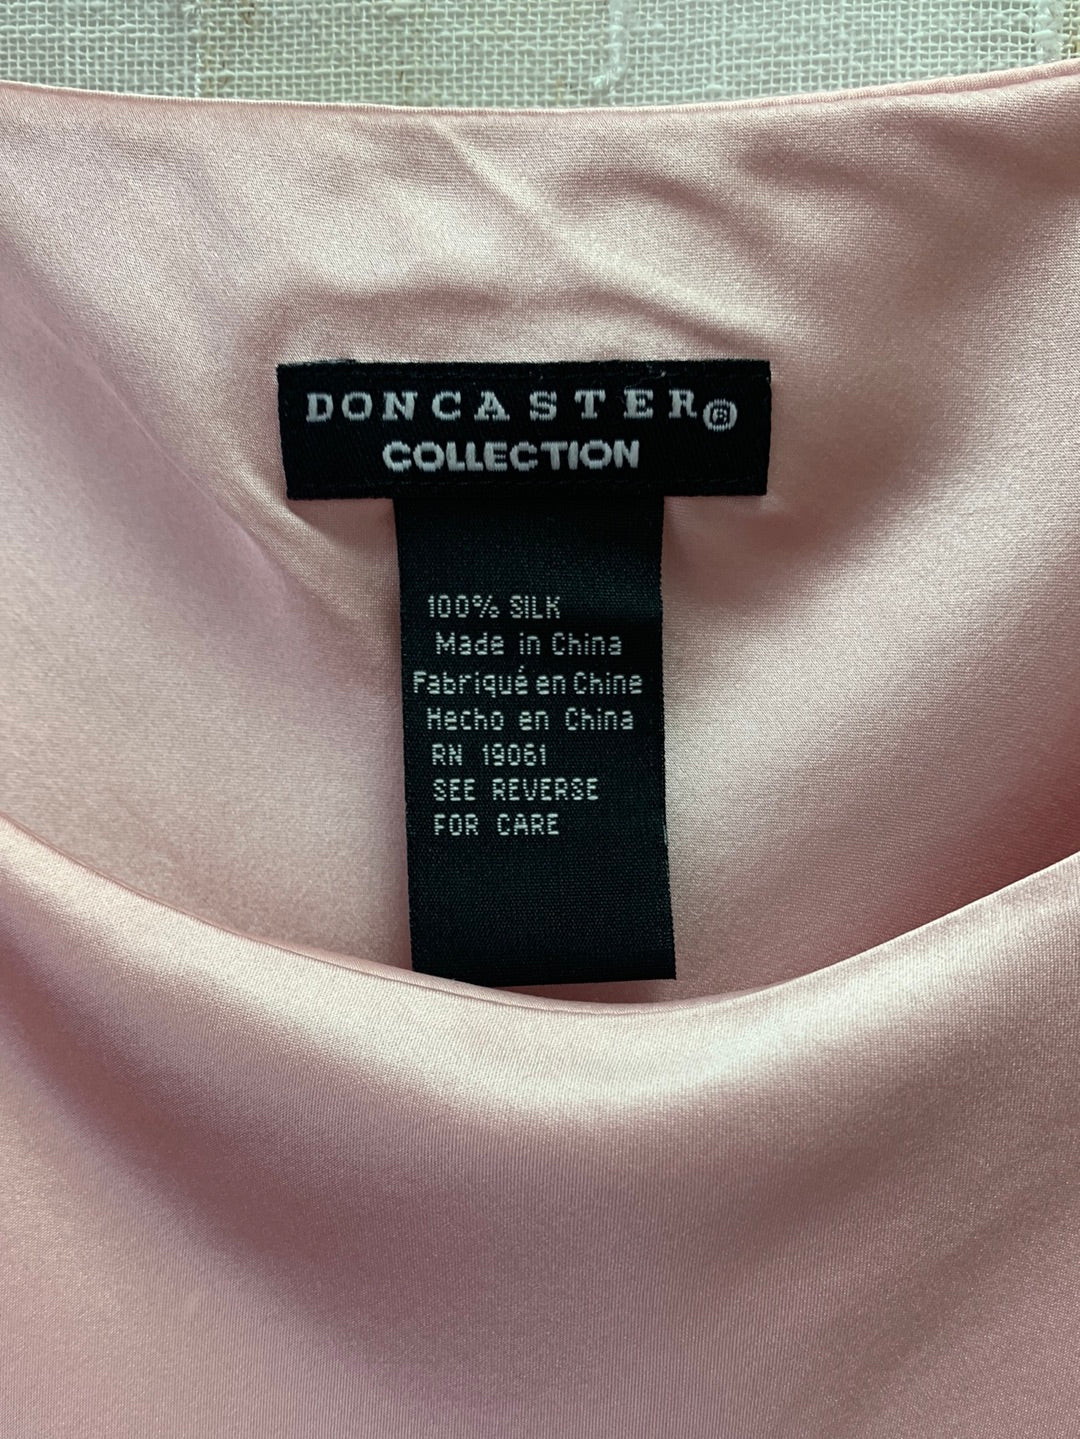 DONCASTER®
COLLECTION
100% SILK
Made in China
Fabriqué en Chine
Hecho en China
RN 19061
SEE REVERSE
FOR CARE